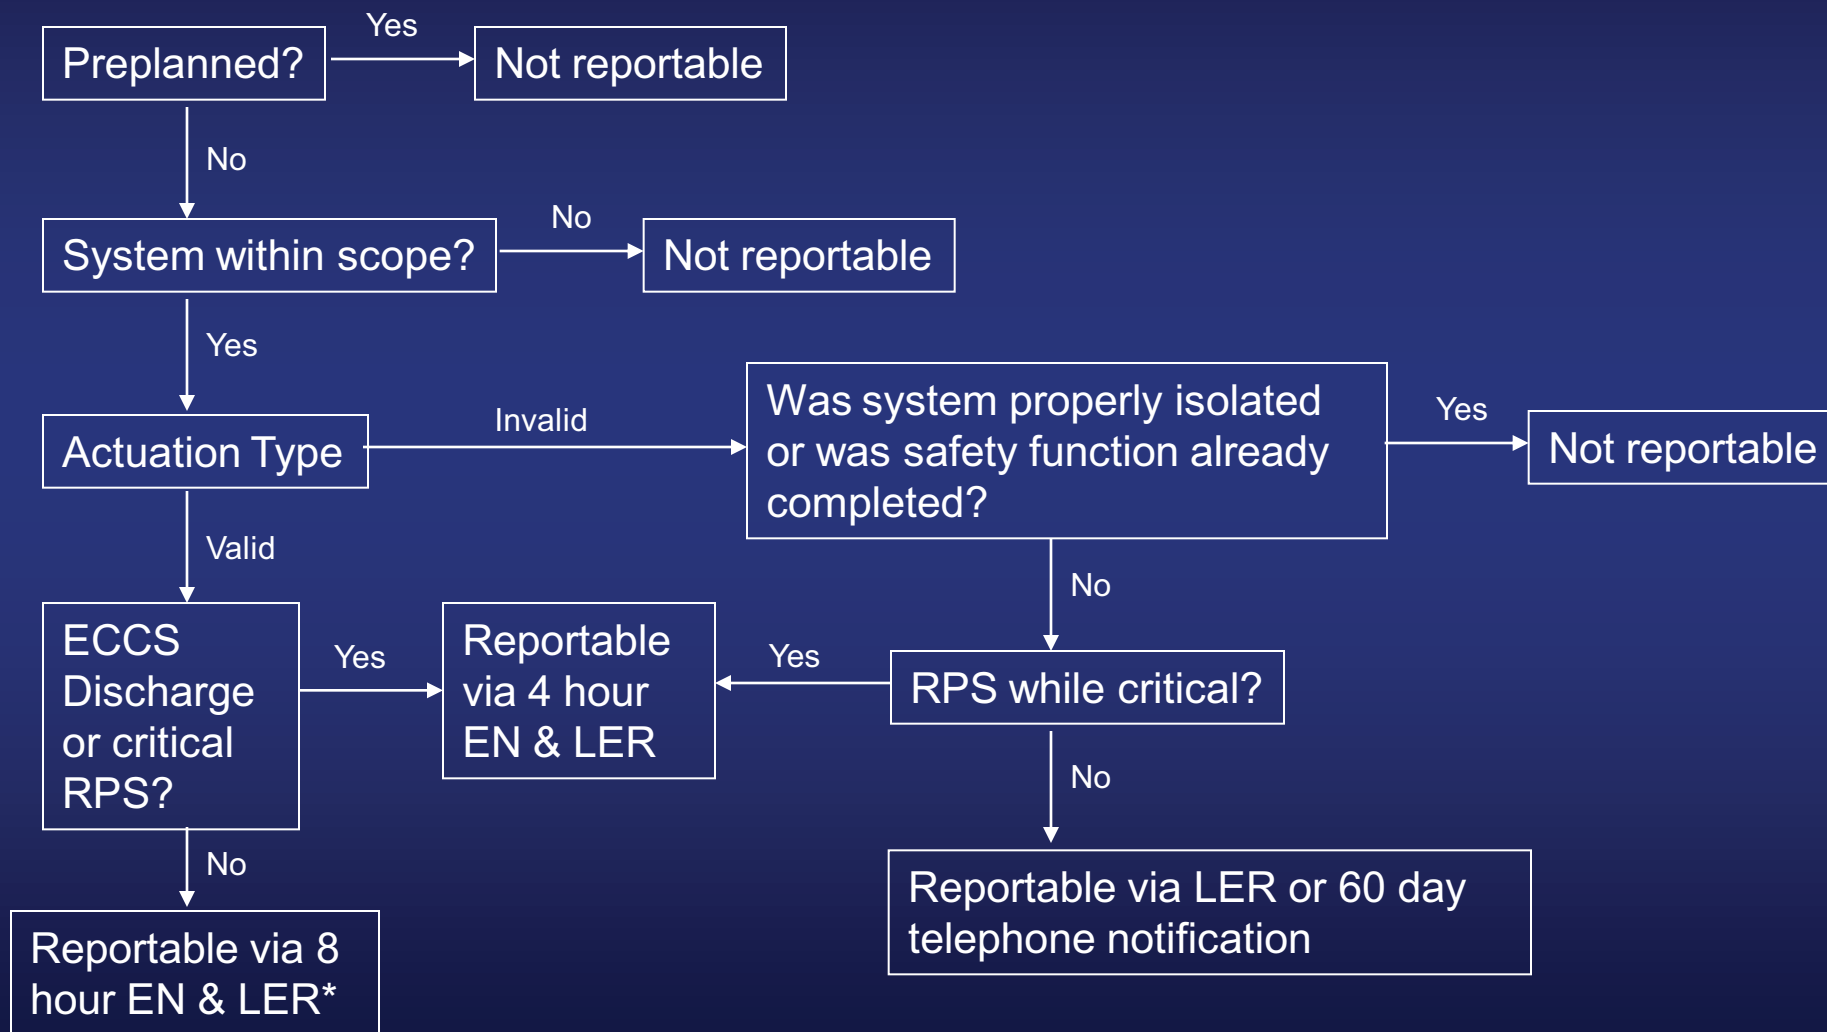 Preplanned?
Yes
Not reportable
No
System within scope?
No
Not reportable
Yes
Actuation Type
Invalid
Was system properly isolated
or was safety function already
completed?
Yes
Not reportable
Valid
No
ECCS
Discharge
or critical
RPS?
Yes
Reportable
via 4 hour
EN & LER
Yes
RPS while critical?
No
No
Reportable via 8
hour EN & LER*
Reportable via LER or 60 day
telephone notification